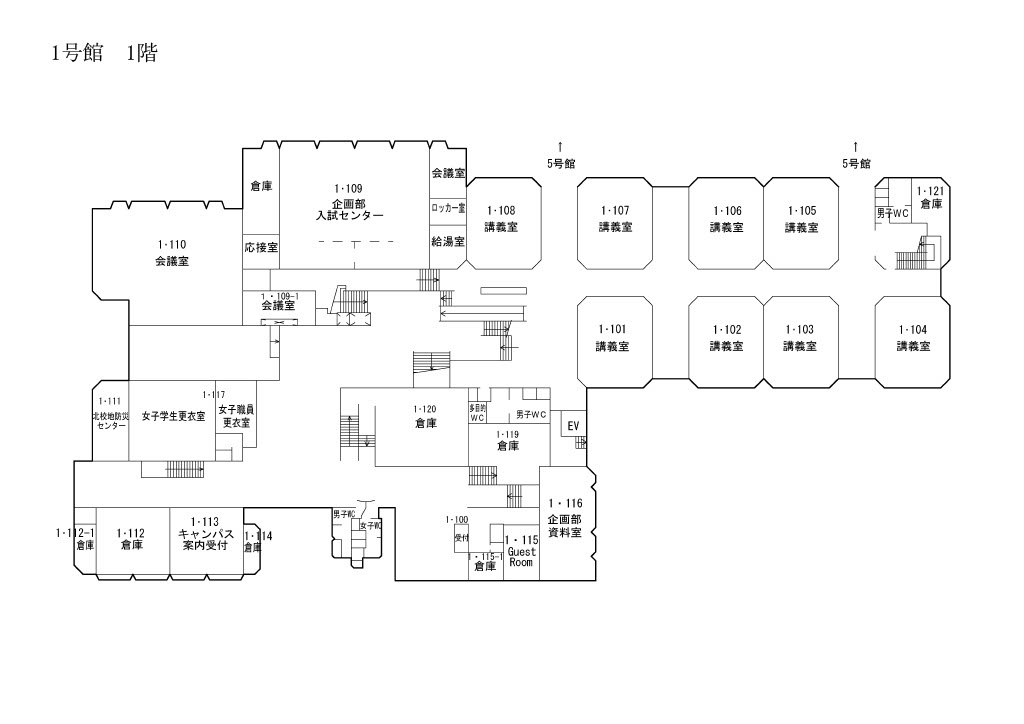 1号館　1階
↑
5号館
↑
5号館
倉庫
応接室
1・109
企画部
入試センター
会議室
ロッカー室
給湯室
1・108
講義室
1・107
講義室
1・106
講義室
1・105
講義室
男子WC
1・121
倉庫
1・110
会議室
1・109-1
会議室
1・101
講義室
1・102
講義室
1・103
講義室
1・104
講義室
1・111
北校地防災
センター
女子学生更衣室
1・117
女子職員
更衣室
1・120
倉庫
多目的
WC
男子WC
1・119
倉庫
EV
1・112-1
倉庫
1・112
倉庫
1・113
キャンパス
案内受付
1・114
倉庫
男子WC
女子WC
1・100
受付
1・115-1
倉庫
1・115
Guest
Room
1・116
企画部
資料室